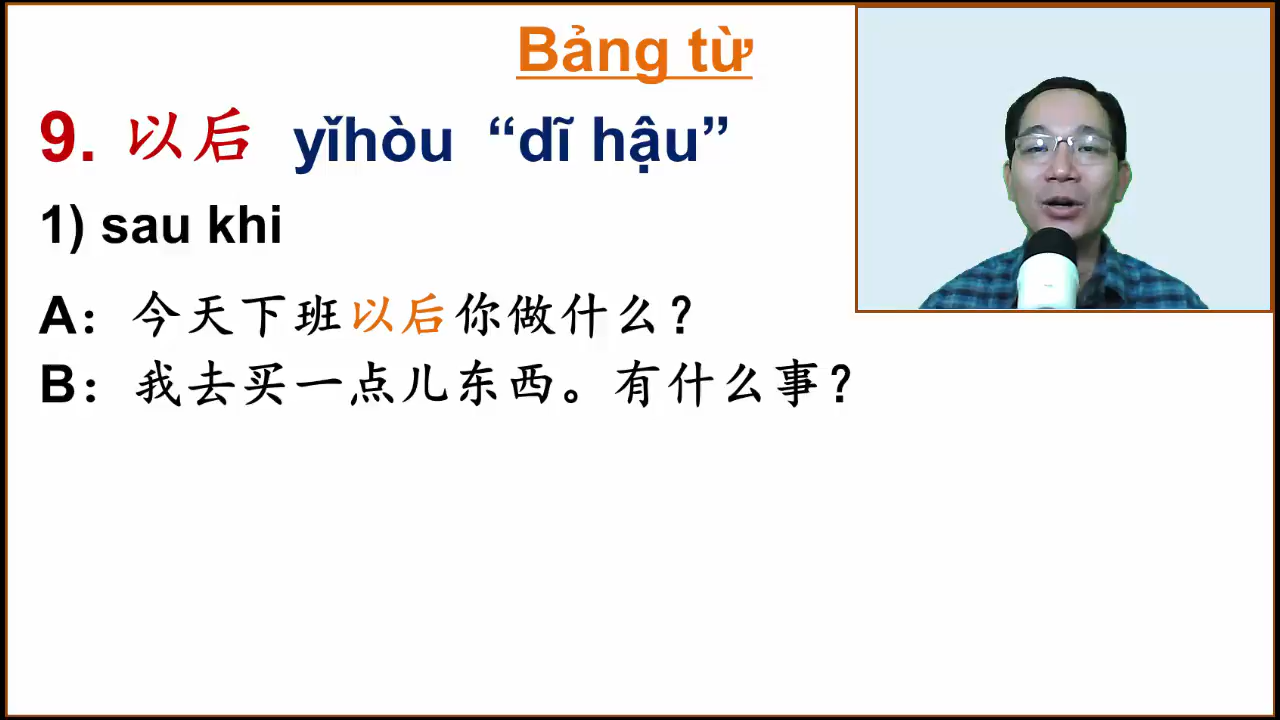 Bảng từ
9. 以后 yǐhòu “dĩ hậu”
1) sau khi
A：今天下班以后你做什么？
B：我去买一点儿东西。有什么事？